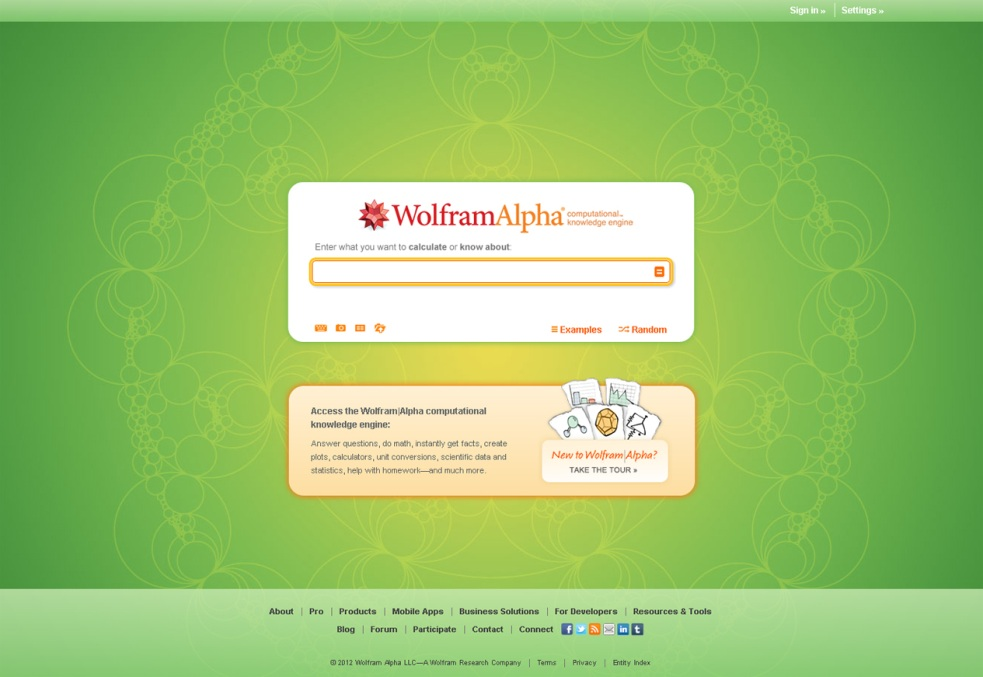 Sign in »  Settings »
WolframAlpha® computational™ knowledge engine
Enter what you want to calculate or know about:
Examples  Random
Access the Wolfram|Alpha computational
knowledge engine:
Answer questions, do math, instantly get facts, create
plots, calculators, unit conversions, scientific data and
statistics, help with homework—and much more.
New to Wolfram|Alpha?
TAKE THE TOUR »
About | Pro | Products | Mobile Apps | Business Solutions | For Developers | Resources & Tools
Blog | Forum | Participate | Contact | Connect
© 2012 Wolfram Alpha LLC—A Wolfram Research Company | Terms | Privacy | Entity Index